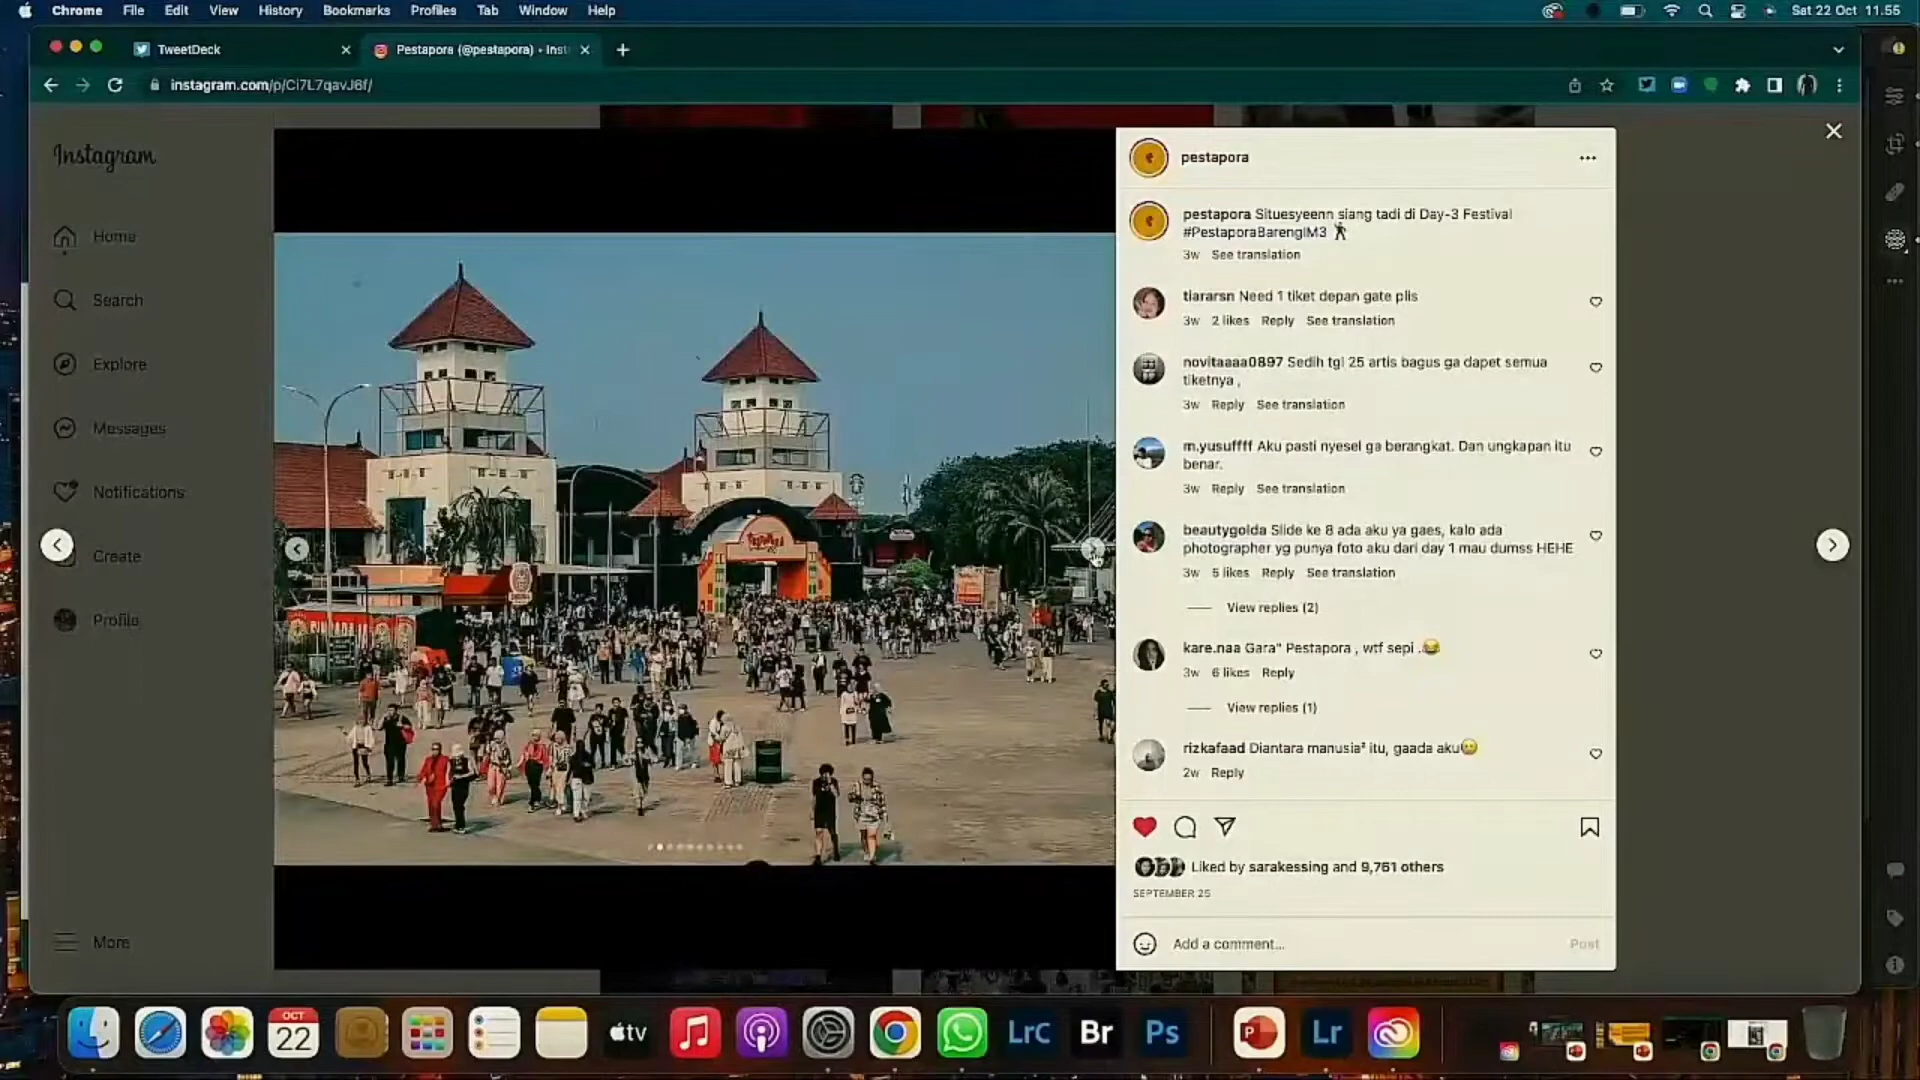 Chrome File Edit View History Bookmarks Profiles Tab Window Help
Sat 22 Oct 11.55
TweetDeck
Pestapora (@pestapora) • Inst
instagram.com/p/Ci7L7qavJ6f/
Instagram
Home
Search
Explore
Messages
Notifications
Create
Profile
More
pestapora
pestapora Situesyeenn siang tadi di Day-3 Festival
#PestaporaBarengIM3
3w See translation
tiararsn Need 1 tiket depan gate plis
3w 2 likes Reply See translation
novitaaaa0897 Sedih tgl 25 artis bagus ga dapet semua
tiketnya ,
3w Reply See translation
m.yusuffff Aku pasti nyesel ga berangkat. Dan ungkapan itu
benar.
3w Reply See translation
beautygolda Slide ke 8 ada aku ya gaes, kalo ada
photographer yg punya foto aku dari day 1 mau dumss HEHE
3w 5 likes Reply See translation
View replies (2)
kare.naa Gara" Pestapora , wtf sepi .😂
3w 6 likes Reply
View replies (1)
rizkafaad Diantara manusia² itu, gaada aku
2w Reply
Liked by sarakessing and 9,761 others
SEPTEMBER 25
Add a comment...
Post
OCT
22
tv
LrC
Br
Ps
P
Lr